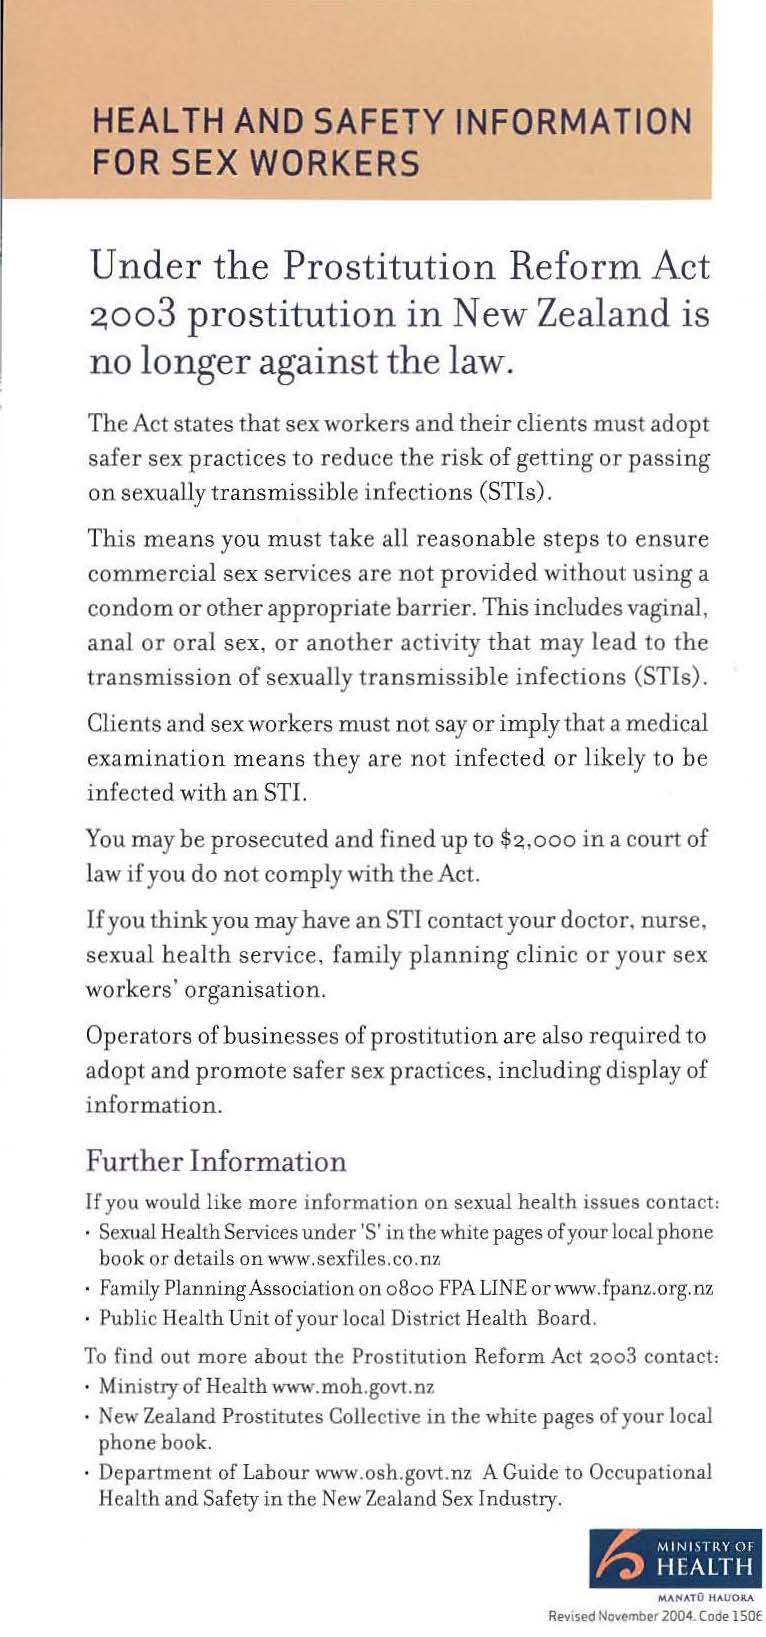 HEALTH AND SAFETY INFORMATION
FOR SEX WORKERS
Under the Prostitution Reform Act
2003 prostitution in New Zealand is
no longer against the law.
The Act states that sex workers and their clients must adopt
safer sex practices to reduce the risk of getting or passing
on sexually transmissible infections (STIs).
This means you must take all reasonable steps to ensure
commercial sex services are not provided without using a
condom or other appropriate barrier. This includes vaginal,
anal or oral sex, or another activity that may lead to the
transmission of sexually transmissible infections (STIs).
Clients and sex workers must not say or imply that a medical
examination means they are not infected or likely to be
infected with an STI.
You may be prosecuted and fined up to $2,000 in a court of
law if you do not comply with the Act.
If you think you may have an STI contact your doctor, nurse,
sexual health service, family planning clinic or your sex
workers' organisation.
Operators of businesses of prostitution are also required to
adopt and promote safer sex practices, including display of
information.
Further Information
If you would like more information on sexual health issues contact:
· Sexual Health Services under 'S' in the white pages of your local phone
book or details on www.sexfiles.co.nz
· Family Planning Association on 0800 FPA LINE or www.fpanz.org.nz
· Public Health Unit of your local District Health Board.
To find out more about the Prostitution Reform Act 2003 contact:
· Ministry of Health www.moh.govt.nz
· New Zealand Prostitutes Collective in the white pages of your local
phone book.
· Department of Labour www.osh.govt.nz A Guide to Occupational
Health and Safety in the New Zealand Sex Industry.
MINISTRY OF
HEALTH
MANATŪ HAUORA
Revised November 2004. Code 1506